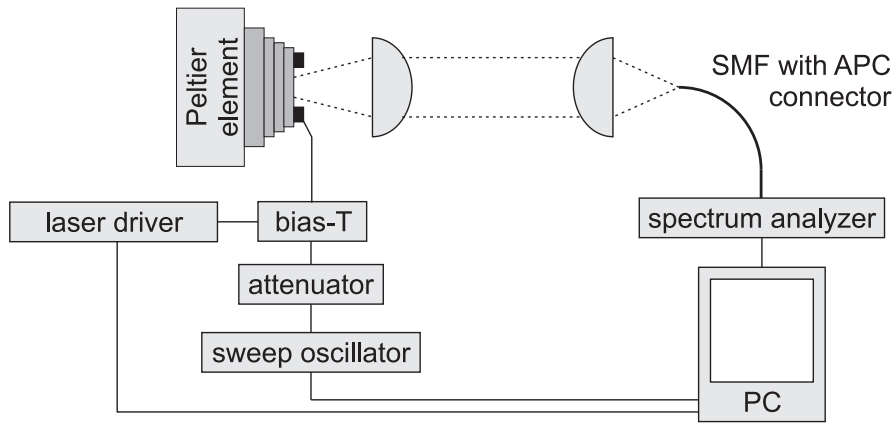 Peltier
element
SMF with APC
connector
laser driver
bias-T
spectrum analyzer
attenuator
sweep oscillator
PC